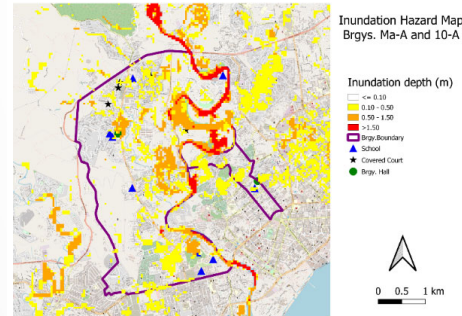 Inundation Hazard Map
Brgys. Ma-A and 10-A
Inundation depth (m)
<= 0.10
0.10 - 0.50
0.50 - 1.50
>1.50
Brgy.Boundary
School
Covered Court
Brgy. Hall
0 0.5 1 km